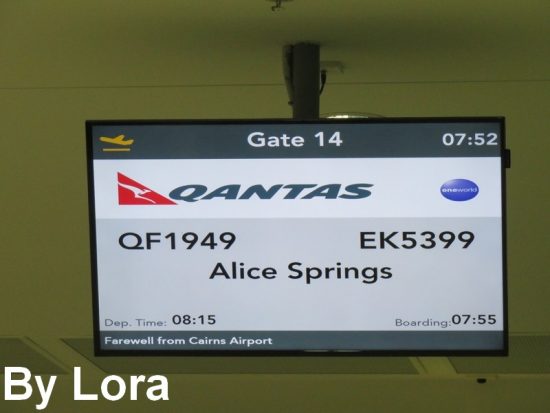 Gate 14 07:52
QANTAS oneworld
QF1949 EK5399
Alice Springs
Dep. Time: 08:15 Boarding: 07:55
Farewell from Cairns Airport
By Lora